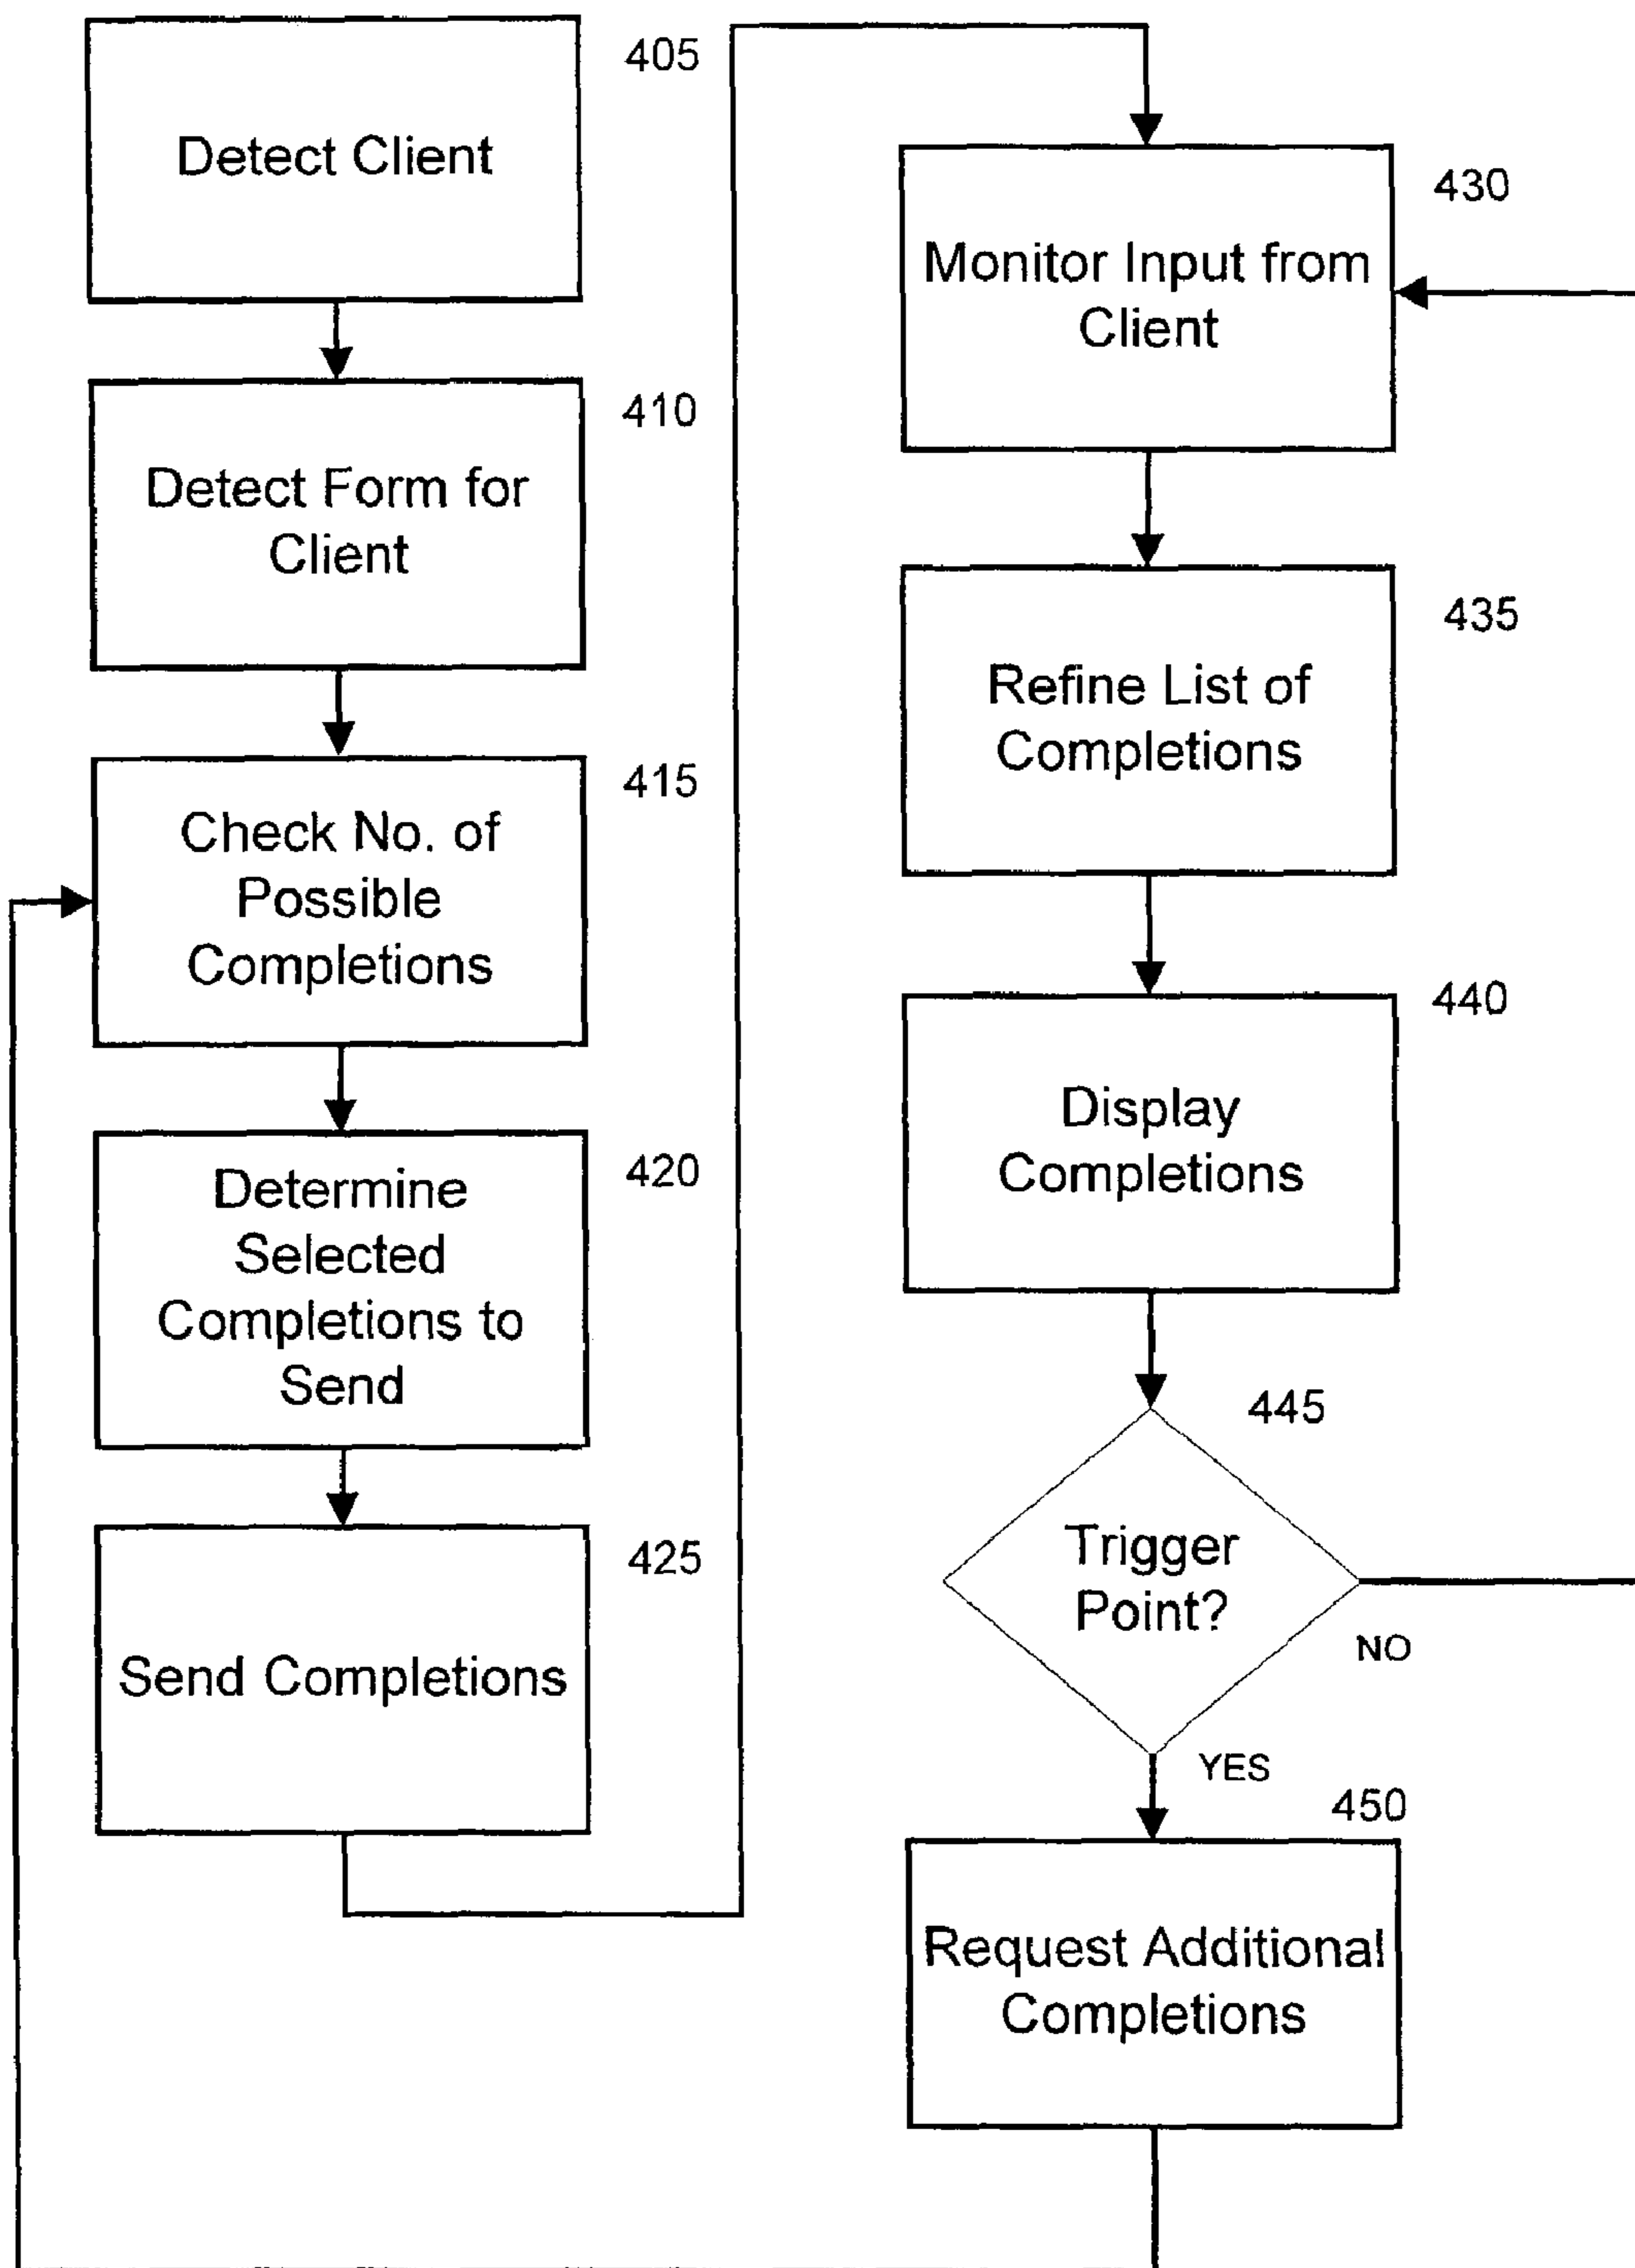 405
Detect Client
410
Detect Form for
Client
415
Check No. of
Possible
Completions
420
Determine
Selected
Completions to
Send
425
Send Completions
430
Monitor Input from
Client
435
Refine List of
Completions
440
Display
Completions
445
Trigger
Point?
NO
YES
450
Request Additional
Completions